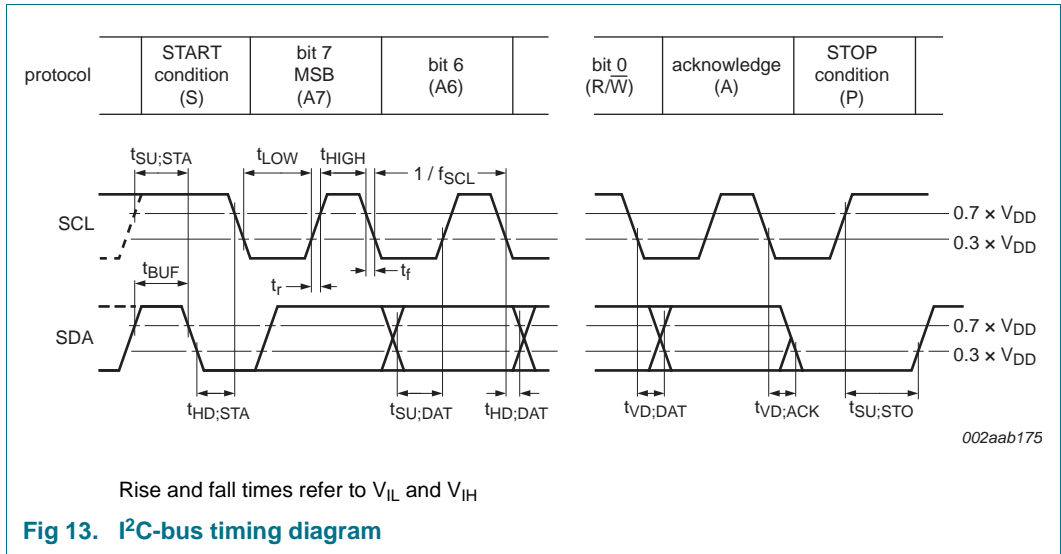 protocol
START
condition
(S)
bit 7
MSB
(A7)
bit 6
(A6)
bit 0
(R/W̅)
acknowledge
(A)
STOP
condition
(P)
tSU;STA
tLOW
tHIGH
1 / fSCL
SCL
0.7 × VDD
0.3 × VDD
tBUF
tr
tf
SDA
0.7 × VDD
0.3 × VDD
tHD;STA
tSU;DAT
tHD;DAT
tVD;DAT
tVD;ACK
tSU;STO
002aab175
Rise and fall times refer to VIL and VIH
Fig 13. I²C-bus timing diagram